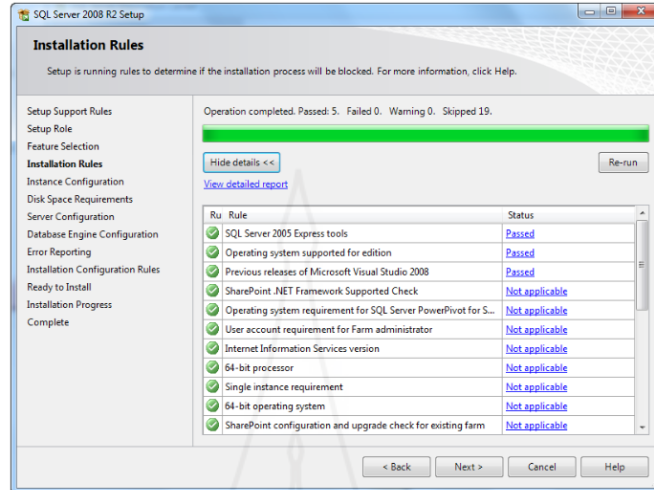 SQL Server 2008 R2 Setup
Installation Rules
Setup is running rules to determine if the installation process will be blocked. For more information, click Help.
Setup Support Rules
Setup Role
Feature Selection
Installation Rules
Instance Configuration
Disk Space Requirements
Server Configuration
Database Engine Configuration
Error Reporting
Installation Configuration Rules
Ready to Install
Installation Progress
Complete
Operation completed. Passed: 5. Failed 0. Warning 0. Skipped 19.
Hide details <<
Re-run
View detailed report
Ru Rule Status
SQL Server 2005 Express tools Passed
Operating system supported for edition Passed
Previous releases of Microsoft Visual Studio 2008 Passed
SharePoint .NET Framework Supported Check Not applicable
Operating system requirement for SQL Server PowerPivot for S... Not applicable
User account requirement for Farm administrator Not applicable
Internet Information Services version Not applicable
64-bit processor Not applicable
Single instance requirement Not applicable
64-bit operating system Not applicable
SharePoint configuration and upgrade check for existing farm Not applicable
< Back Next > Cancel Help